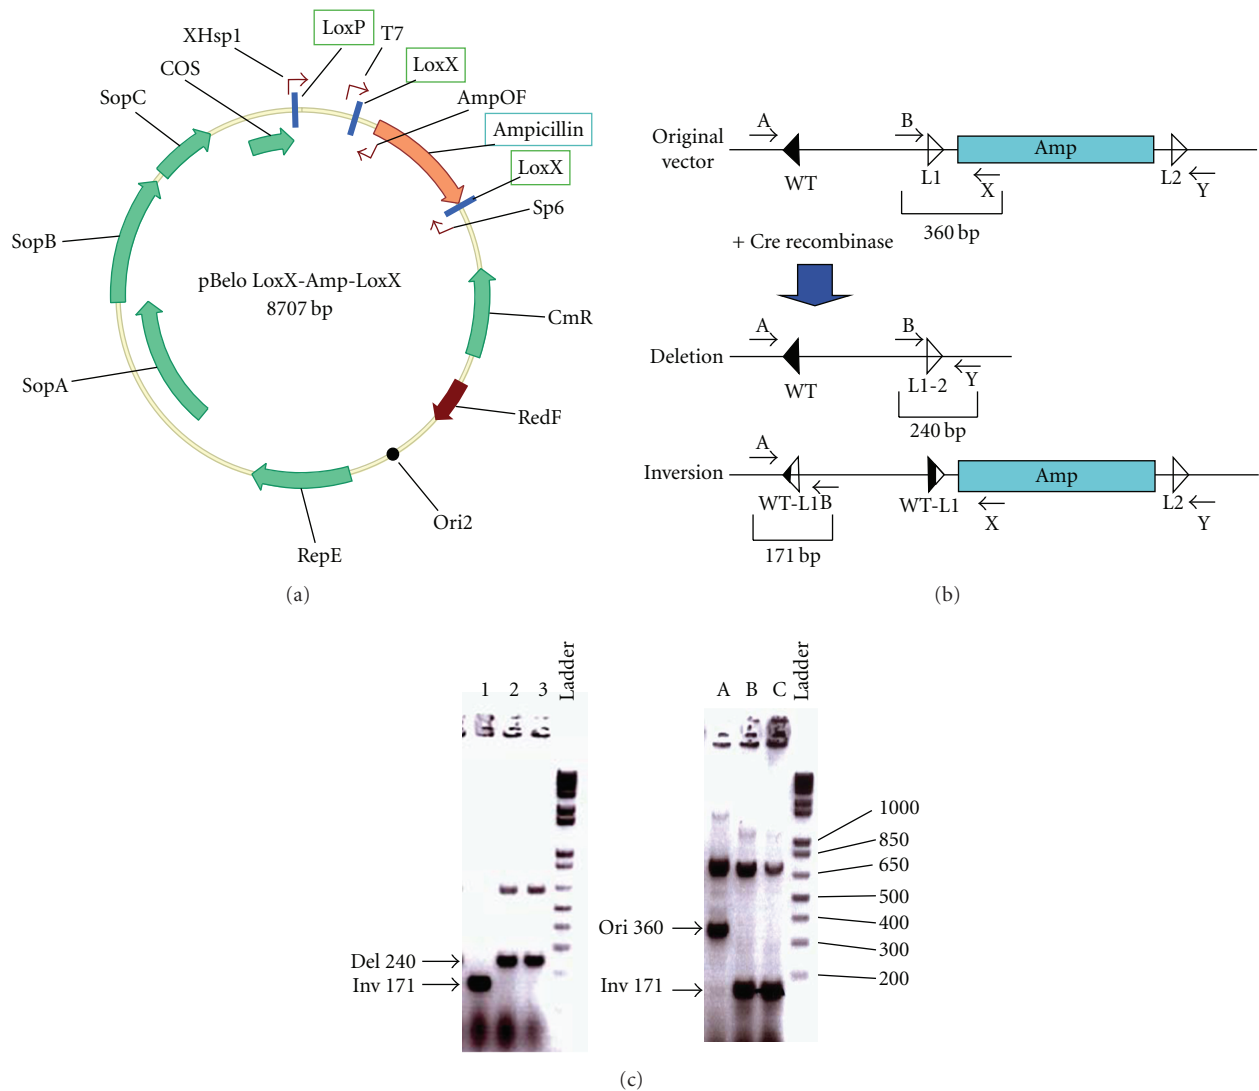 XHsp1
LoxP
T7
COS
LoxX
SopC
AmpOF
Ampicillin
LoxX
Sp6
SopB
pBelo LoxX-Amp-LoxX
8707 bp
CmR
SopA
RedF
Ori2
RepE
(a)
A
B
Original
vector
Amp
WT
L1
X
L2
Y
360 bp
+ Cre recombinase
A
B
Deletion
WT
L1-2
Y
240 bp
A
Inversion
Amp
WT-L1
B
WT-L1
X
L2
Y
171 bp
(b)
1 2 3 Ladder
Del 240
Inv 171
A B C Ladder
1000
850
650
500
400
300
200
Ori 360
Inv 171
(c)